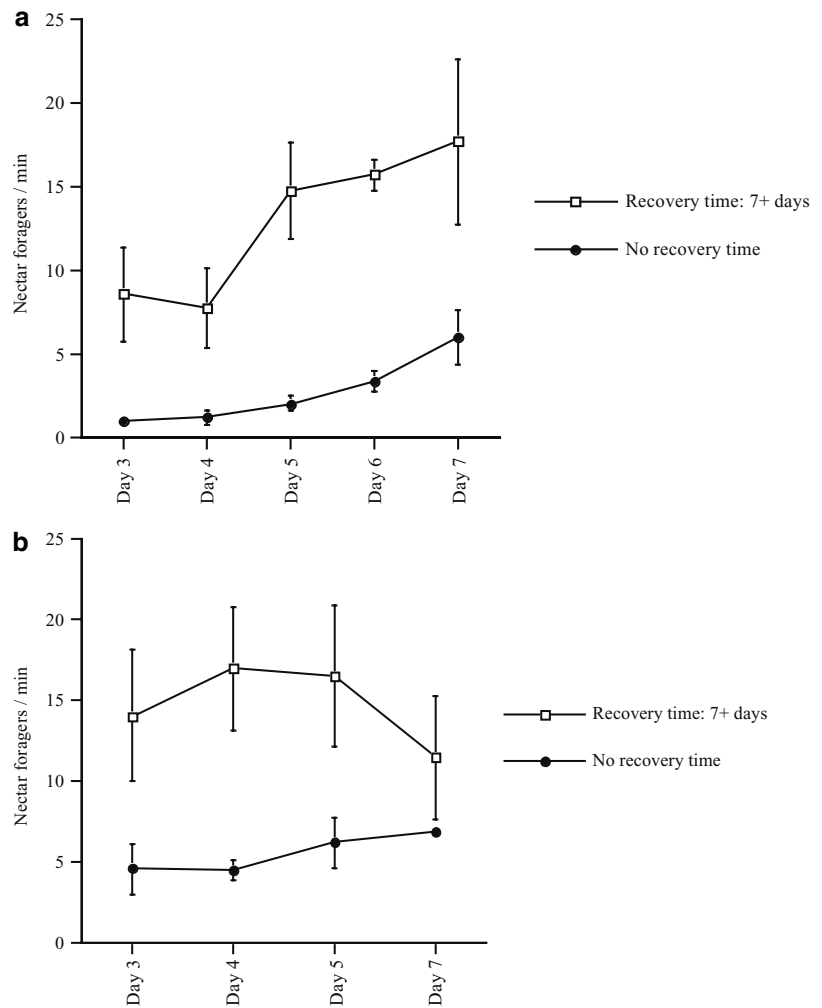 a
25
20
15
10
5
0
Nectar foragers / min
Day 3
Day 4
Day 5
Day 6
Day 7
Recovery time: 7+ days
No recovery time
b
25
20
15
10
5
0
Nectar foragers / min
Day 3
Day 4
Day 5
Day 7
Recovery time: 7+ days
No recovery time